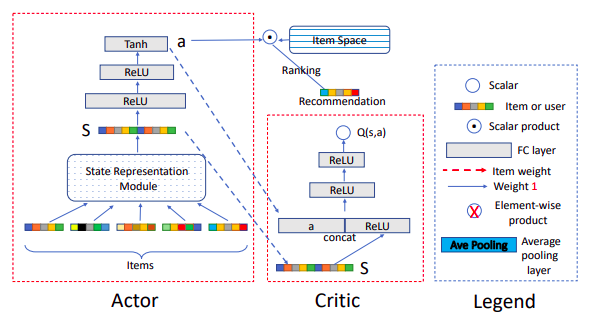 Tanh
a
ReLU
ReLU
S
State Representation
Module
Items
Actor
Item Space
Ranking
Recommendation
Q(s,a)
ReLU
ReLU
a
ReLU
concat
S
Critic
Scalar
Item or user
Scalar product
FC layer
Item weight
Weight 1
X
Element-wise
product
Ave Pooling
Average
pooling
layer
Legend